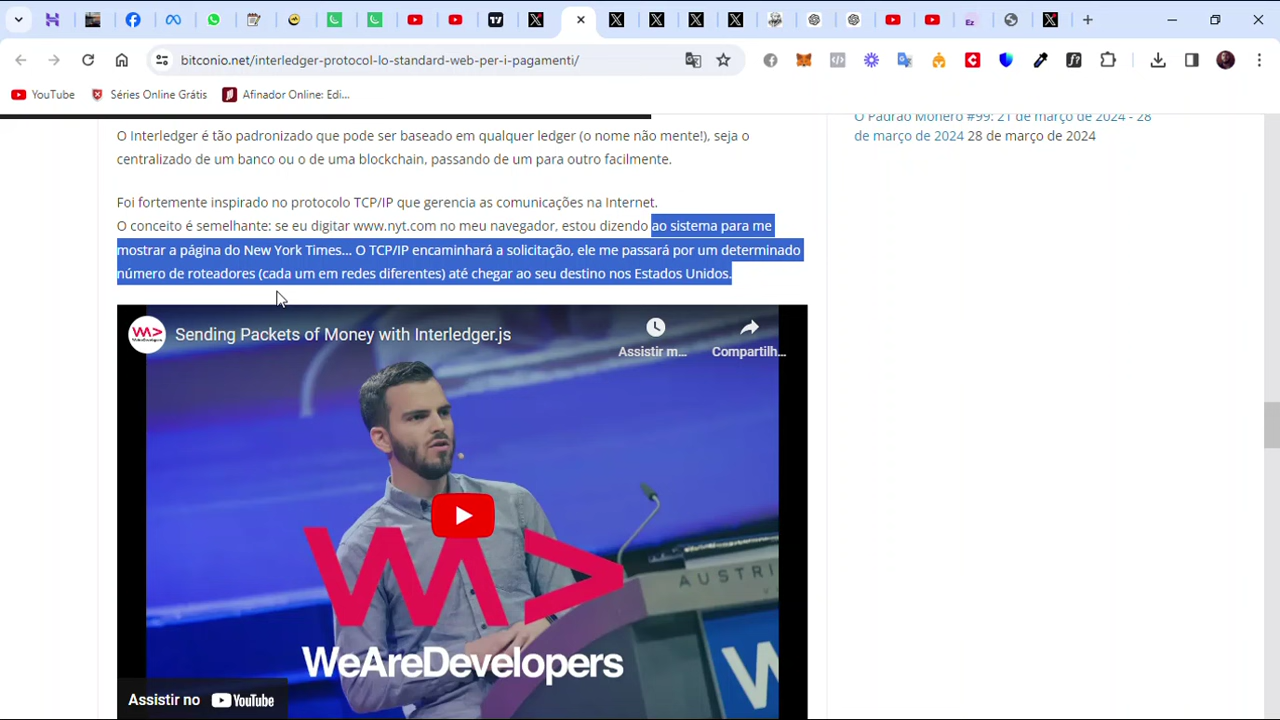 bitconio.net/interledger-protocol-lo-standard-web-per-i-pagamenti/
YouTube
Séries Online Grátis
Afinador Online: Edi...
O Interledger é tão padronizado que pode ser baseado em qualquer ledger (o nome não mente!), seja o
centralizado de um banco ou o de uma blockchain, passando de um para outro facilmente.
Foi fortemente inspirado no protocolo TCP/IP que gerencia as comunicações na Internet.
O conceito é semelhante: se eu digitar www.nyt.com no meu navegador, estou dizendo ao sistema para me
mostrar a página do New York Times... O TCP/IP encaminhará a solicitação, ele me passará por um determinado
número de roteadores (cada um em redes diferentes) até chegar ao seu destino nos Estados Unidos.
O Padrão Monero #99: 21 de março de 2024 - 28
de março de 2024 28 de março de 2024
WeAreDevelopers
Sending Packets of Money with Interledger.js
Assistir m...
Compartilh...
AUSTRI
WeAreDevelopers
Assistir no YouTube